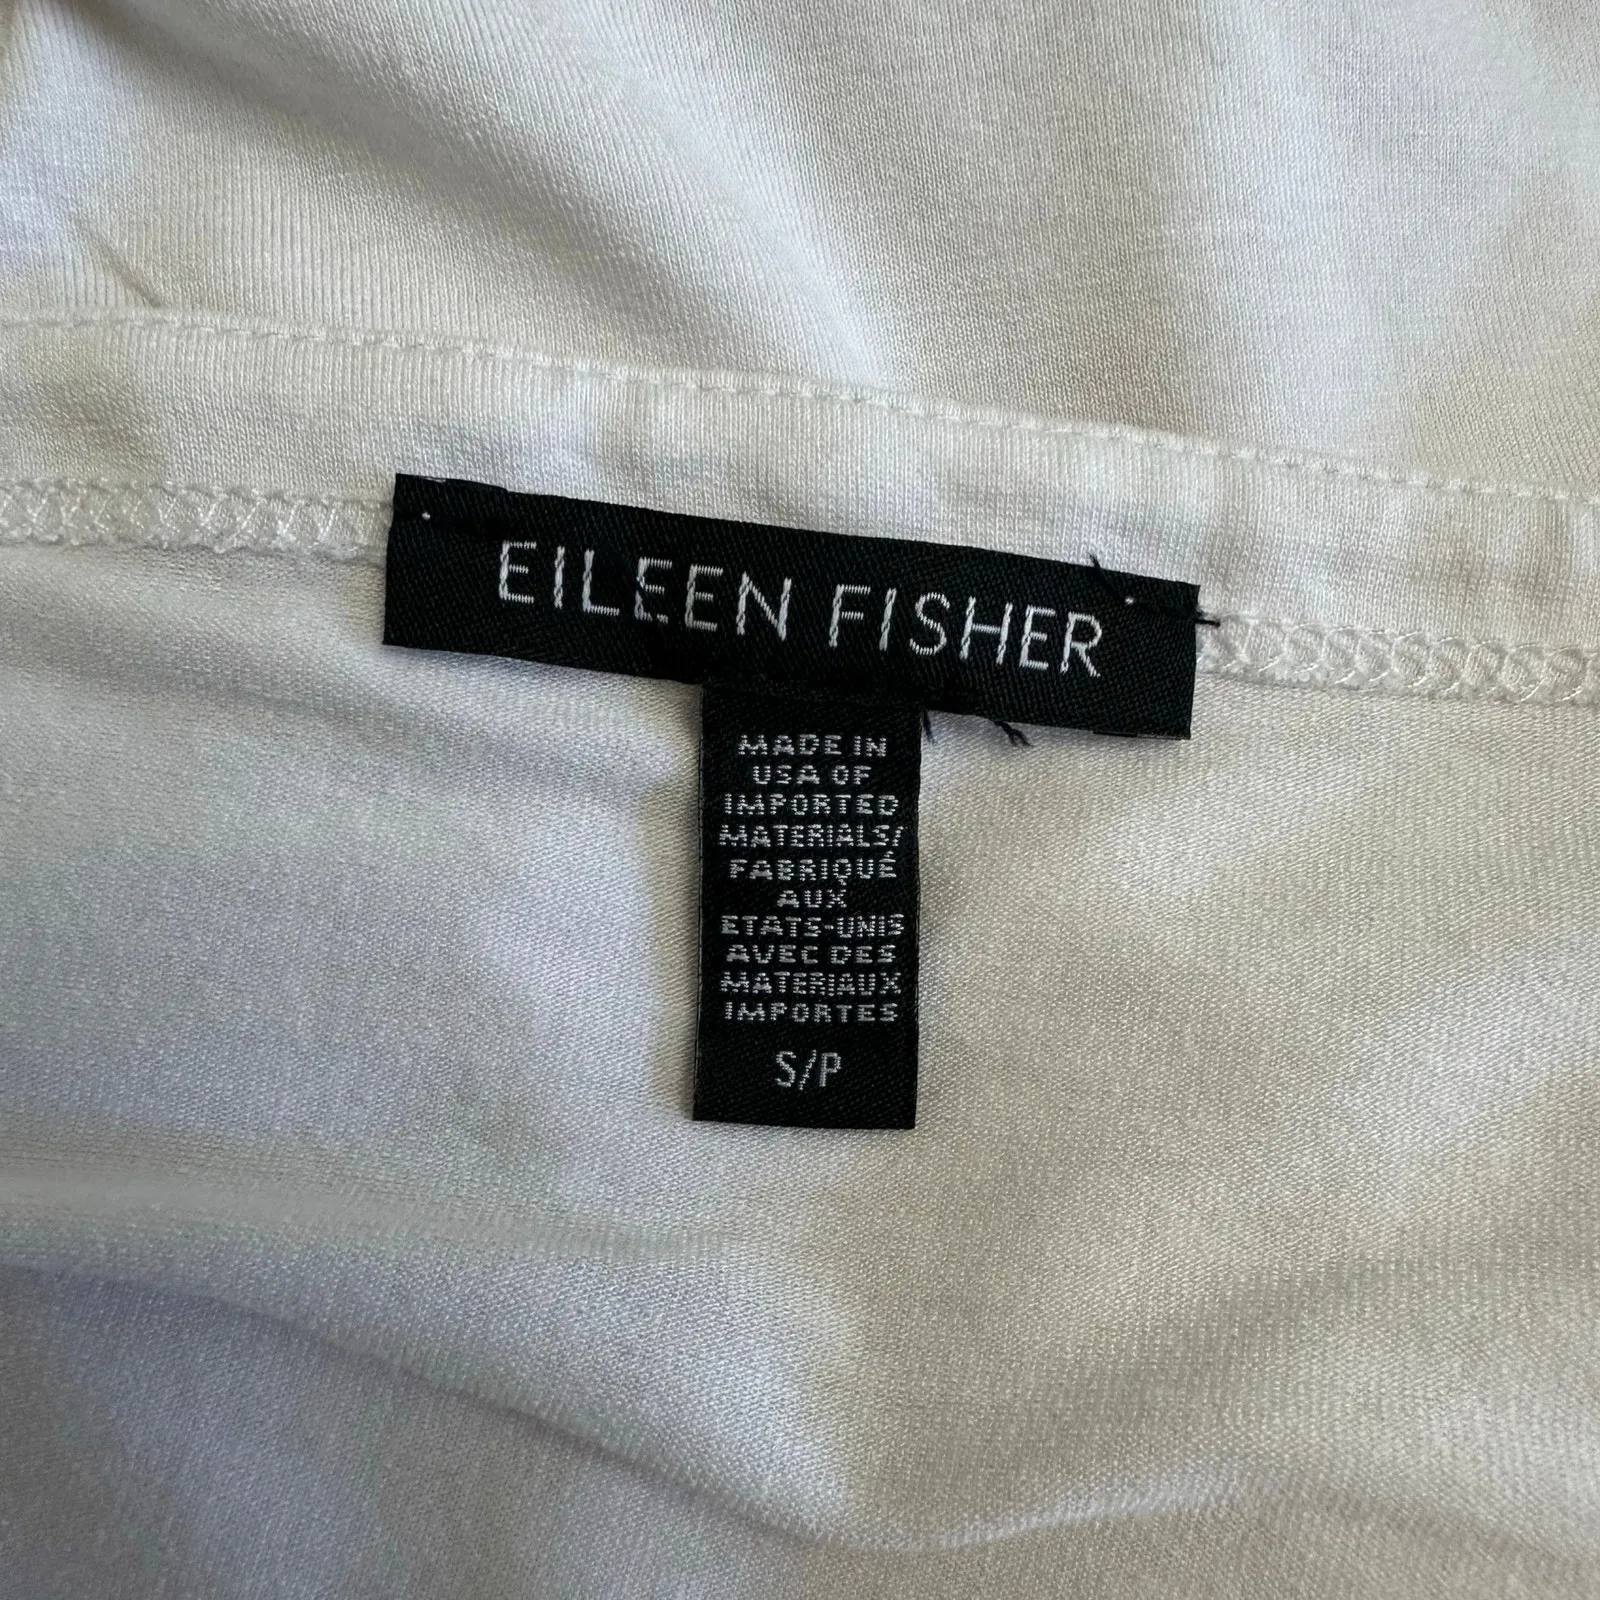 EILEEN FISHER
MADE IN
USA OF
IMPORTED
MATERIALS/
FABRIQUÉ
AUX
ETATS-UNIS
AVEC DES
MATERIAUX
IMPORTES
S/P